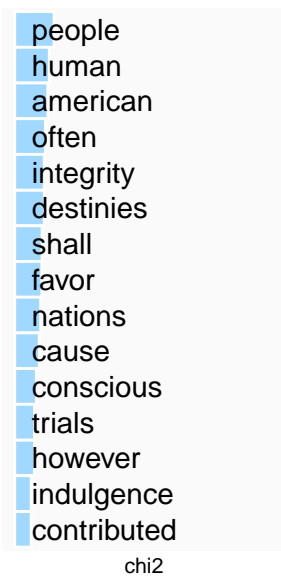 people
human
american
often
integrity
destinies
shall
favor
nations
cause
conscious
trials
however
indulgence
contributed
chi2